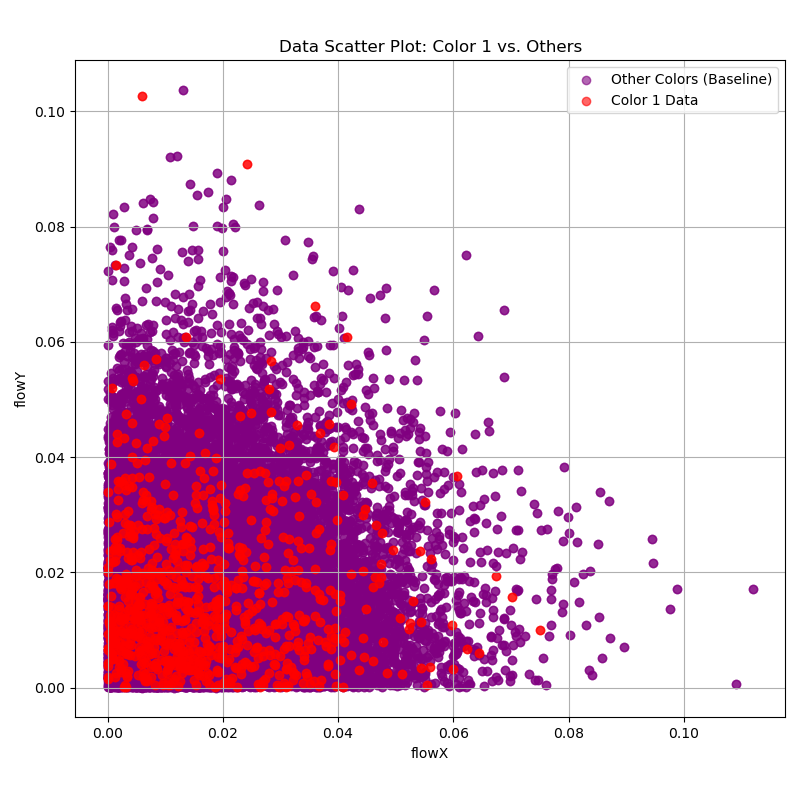 Data Scatter Plot: Color 1 vs. Others
Other Colors (Baseline)
Color 1 Data
flowY
0.10
0.08
0.06
0.04
0.02
0.00
0.00 0.02 0.04 0.06 0.08 0.10
flowX